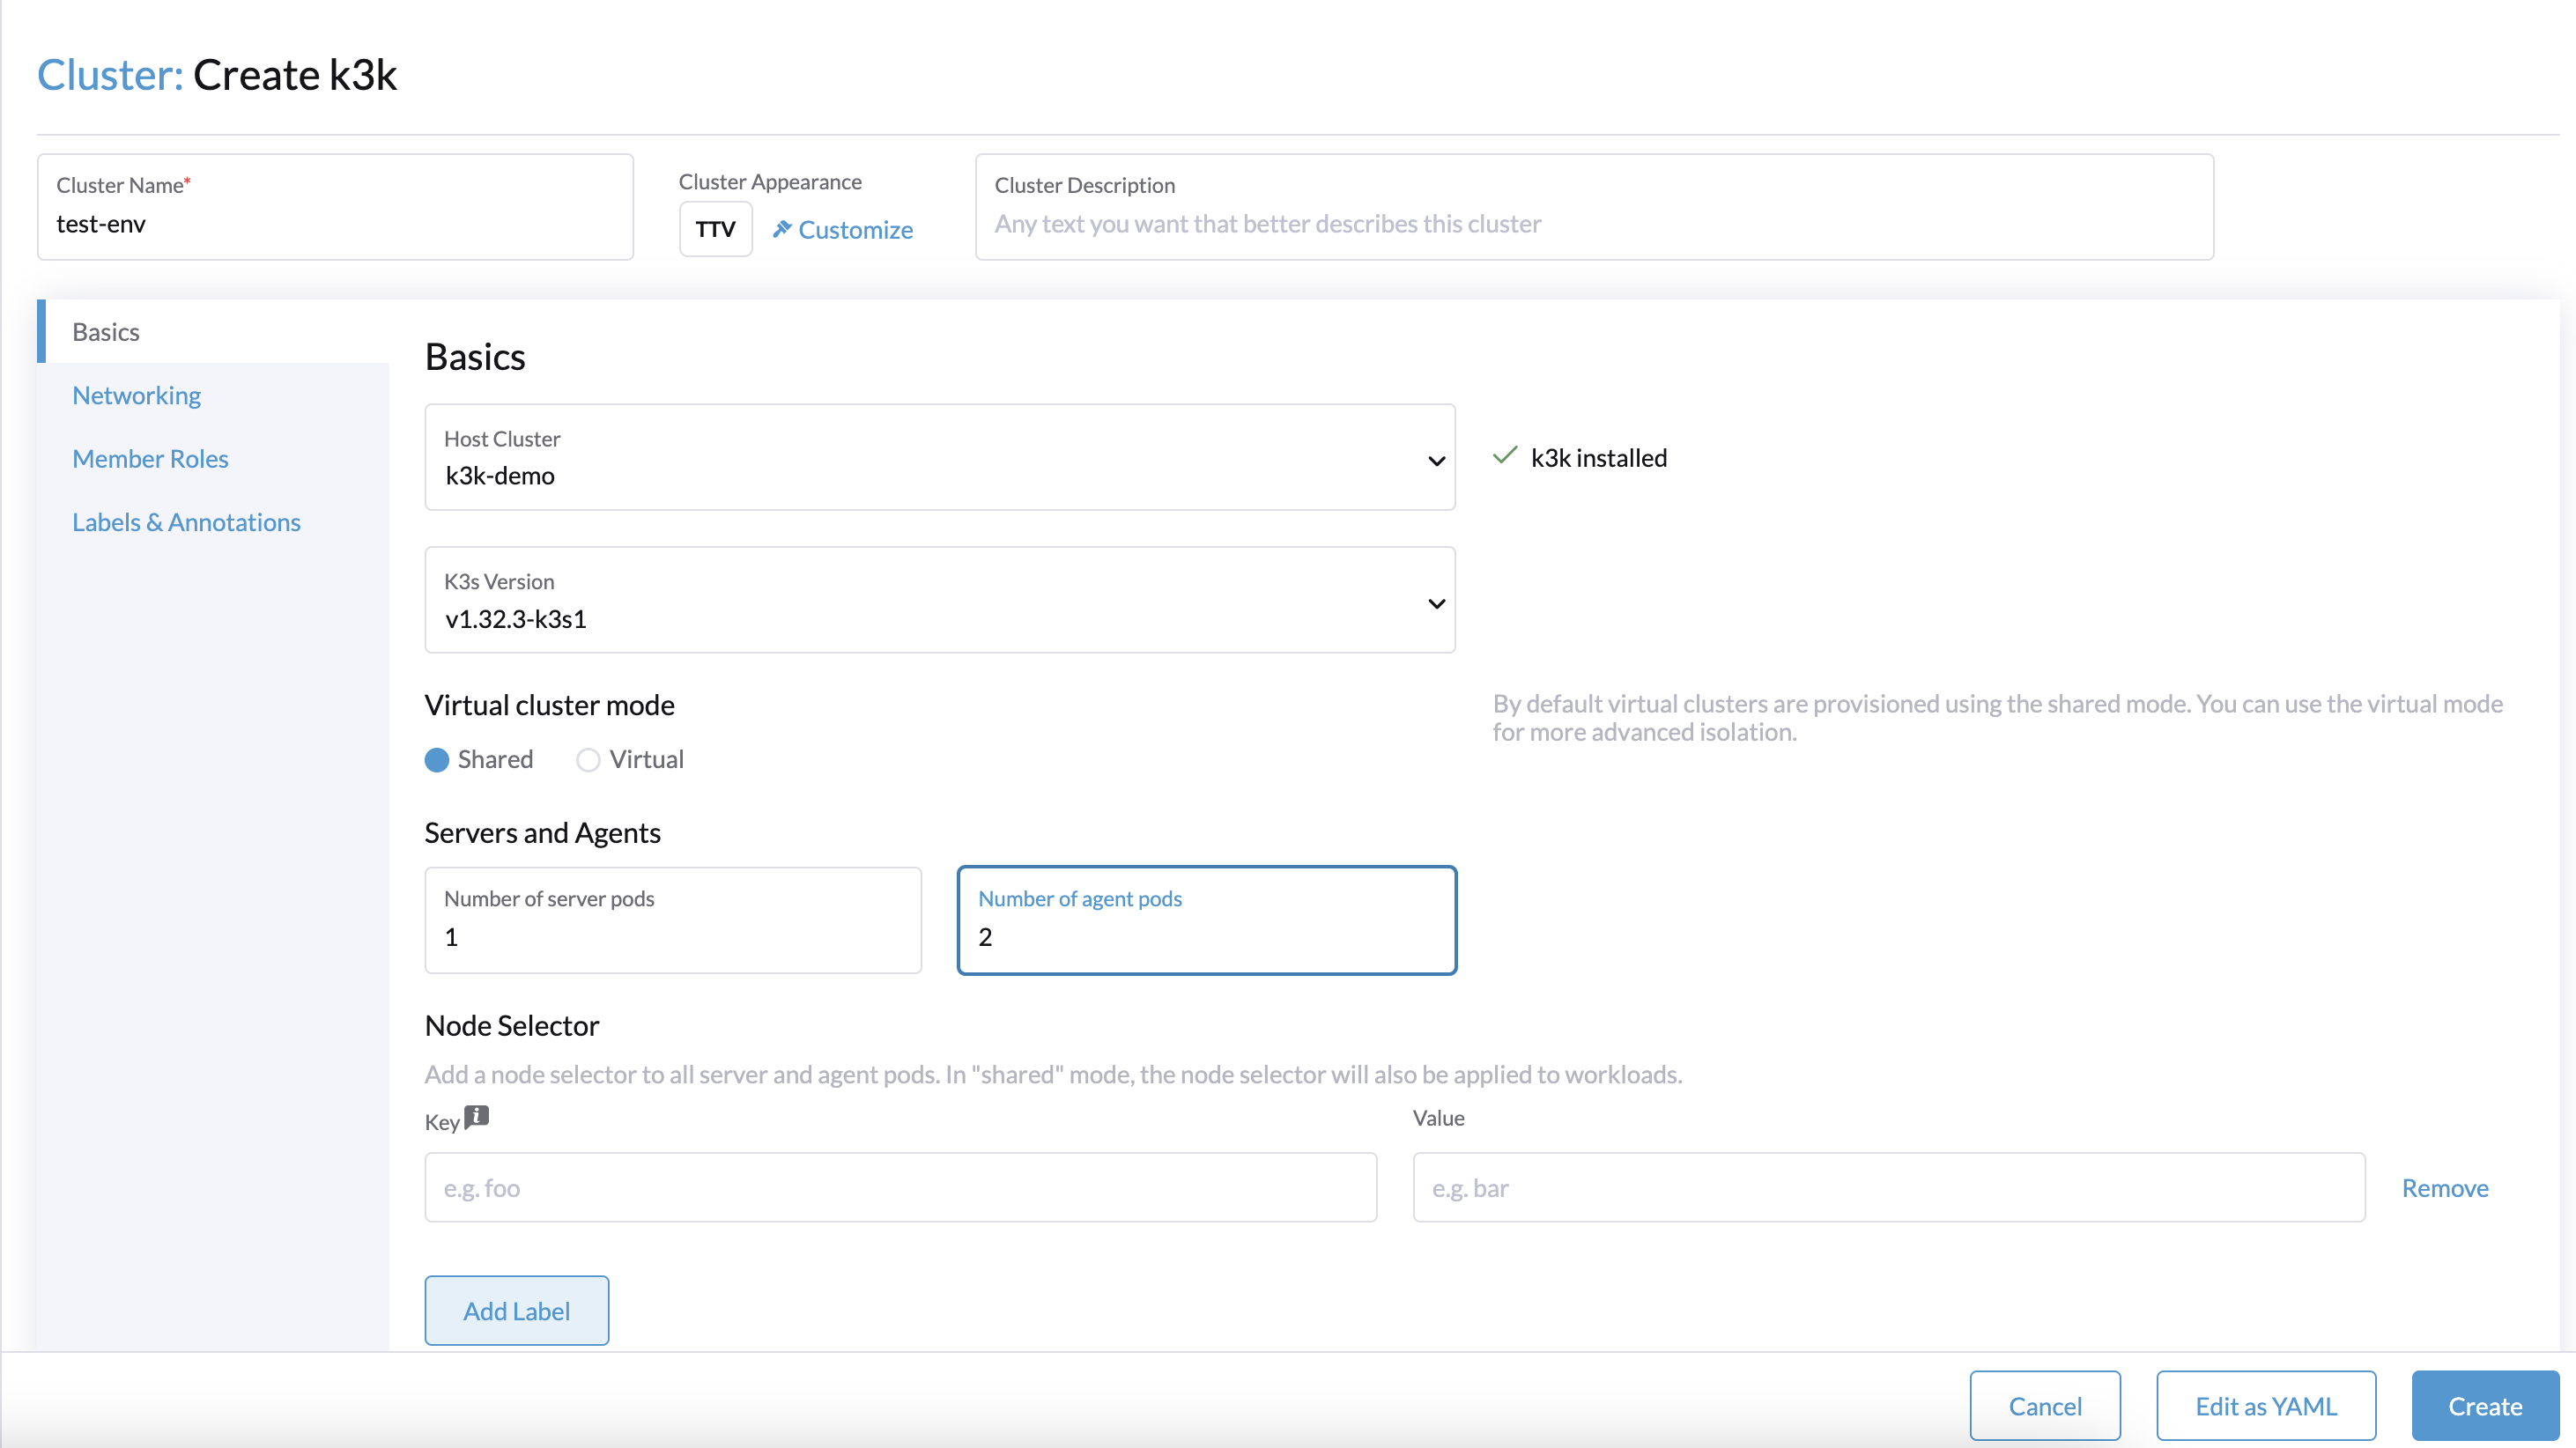 Cluster: Create k3k
Cluster Name*
test-env
Cluster Appearance
TTV
Customize
Cluster Description
Any text you want that better describes this cluster
Basics
Networking
Member Roles
Labels & Annotations
Basics
Host Cluster
k3k-demo
k3k installed
K3s Version
v1.32.3-k3s1
Virtual cluster mode
Shared
Virtual
By default virtual clusters are provisioned using the shared mode. You can use the virtual mode
for more advanced isolation.
Servers and Agents
Number of server pods
1
Number of agent pods
2
Node Selector
Add a node selector to all server and agent pods. In "shared" mode, the node selector will also be applied to workloads.
Key
Value
e.g. foo
e.g. bar
Remove
Add Label
Cancel
Edit as YAML
Create